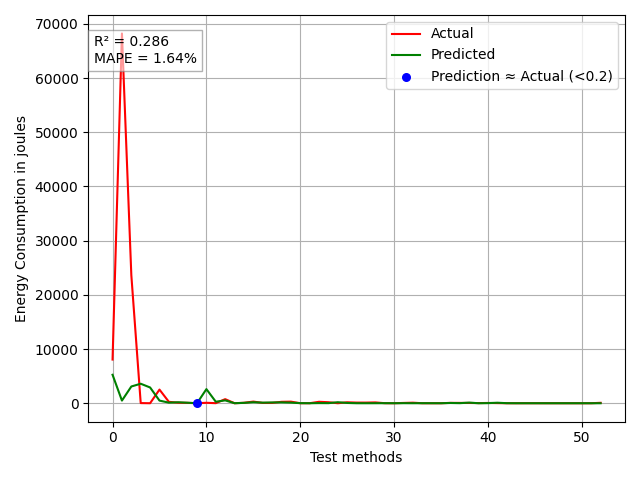 R² = 0.286
MAPE = 1.64%
Actual
Predicted
Prediction ≈ Actual (<0.2)
Energy Consumption in joules
70000
60000
50000
40000
30000
20000
10000
0
0 10 20 30 40 50
Test methods